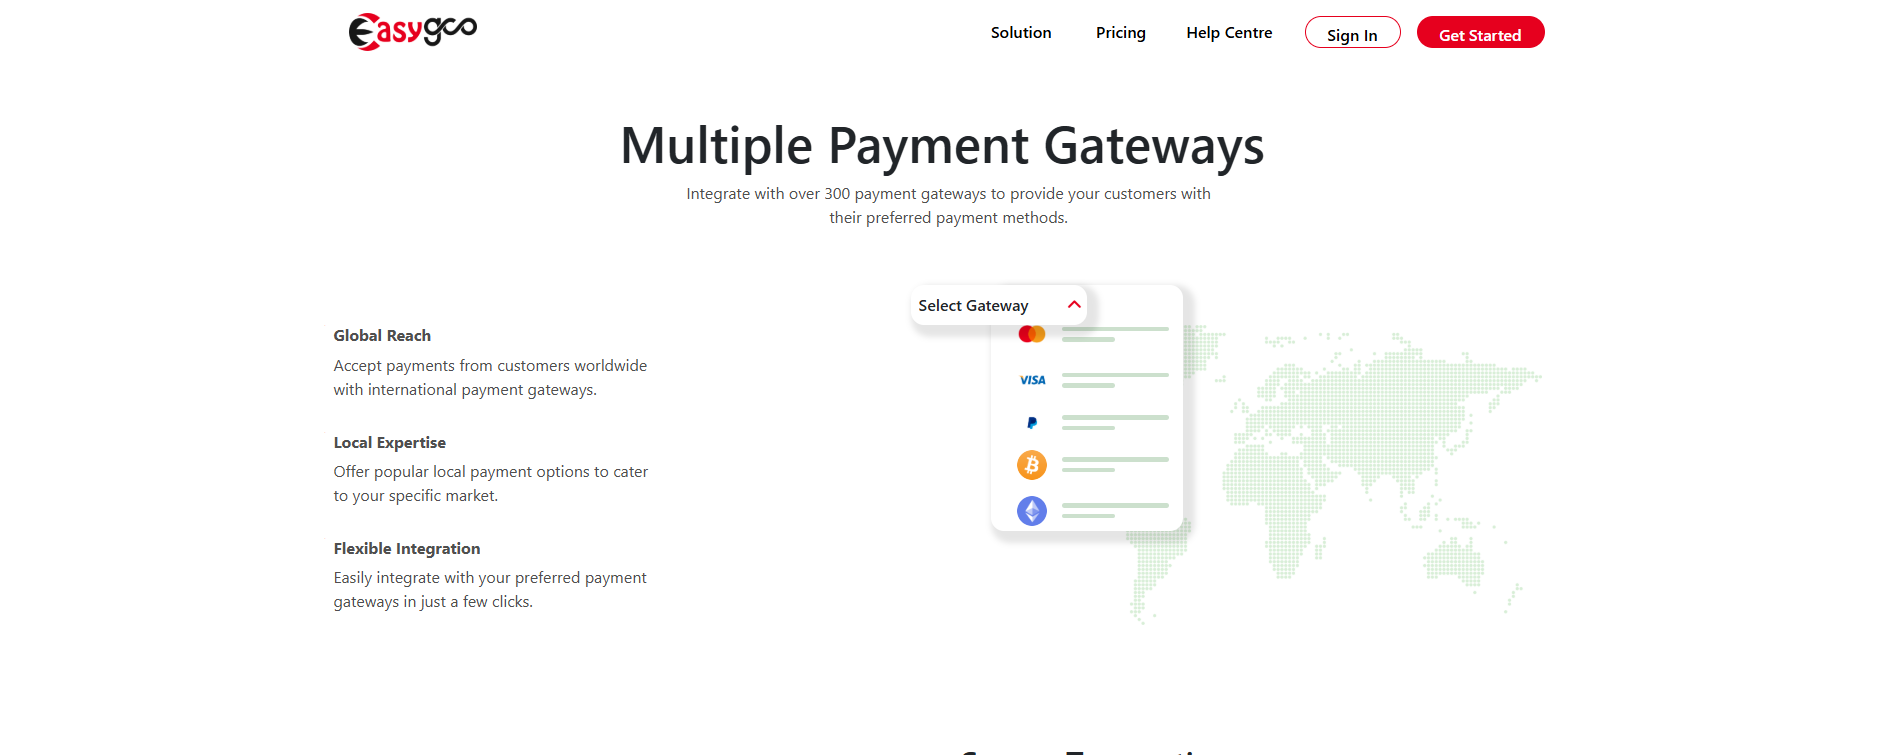 Easygoo
Solution
Pricing
Help Centre
Sign In
Get Started
Multiple Payment Gateways
Integrate with over 300 payment gateways to provide your customers with
their preferred payment methods.
Select Gateway
VISA
Global Reach
Accept payments from customers worldwide
with international payment gateways.
Local Expertise
Offer popular local payment options to cater
to your specific market.
Flexible Integration
Easily integrate with your preferred payment
gateways in just a few clicks.